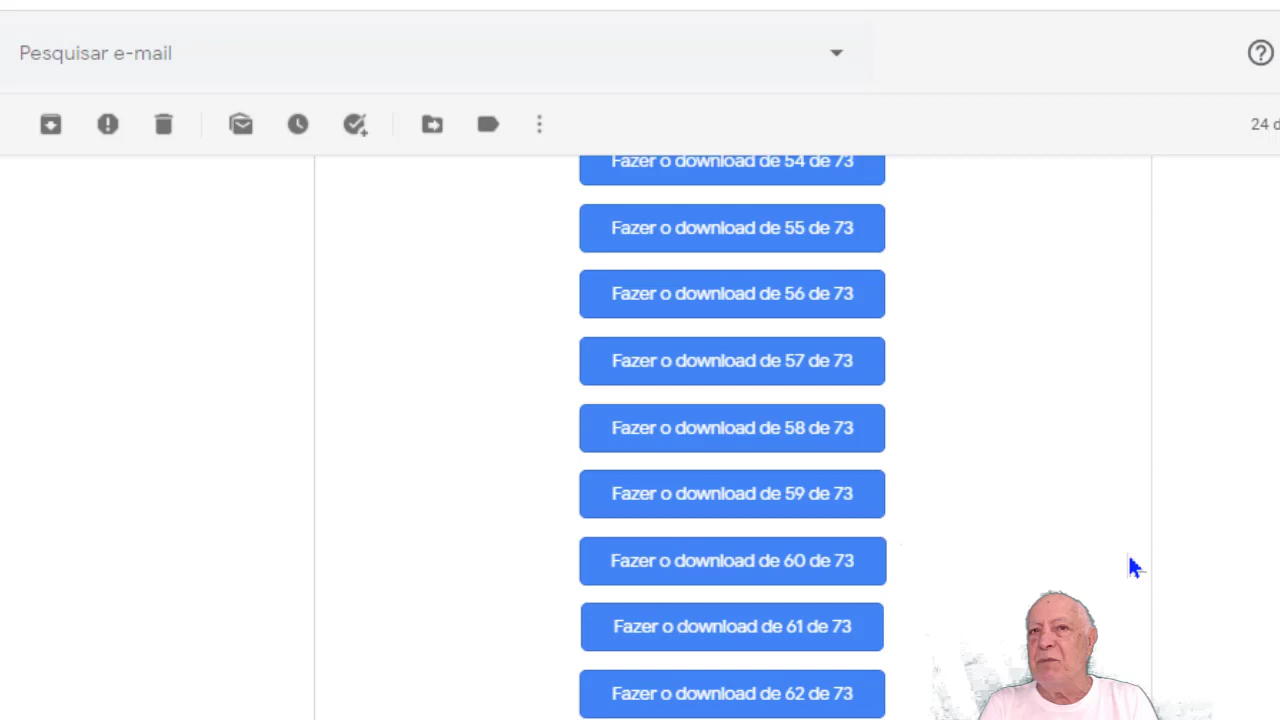 Pesquisar e-mail
24 d
Fazer o download de 54 de 73
Fazer o download de 55 de 73
Fazer o download de 56 de 73
Fazer o download de 57 de 73
Fazer o download de 58 de 73
Fazer o download de 59 de 73
Fazer o download de 60 de 73
Fazer o download de 61 de 73
Fazer o download de 62 de 73